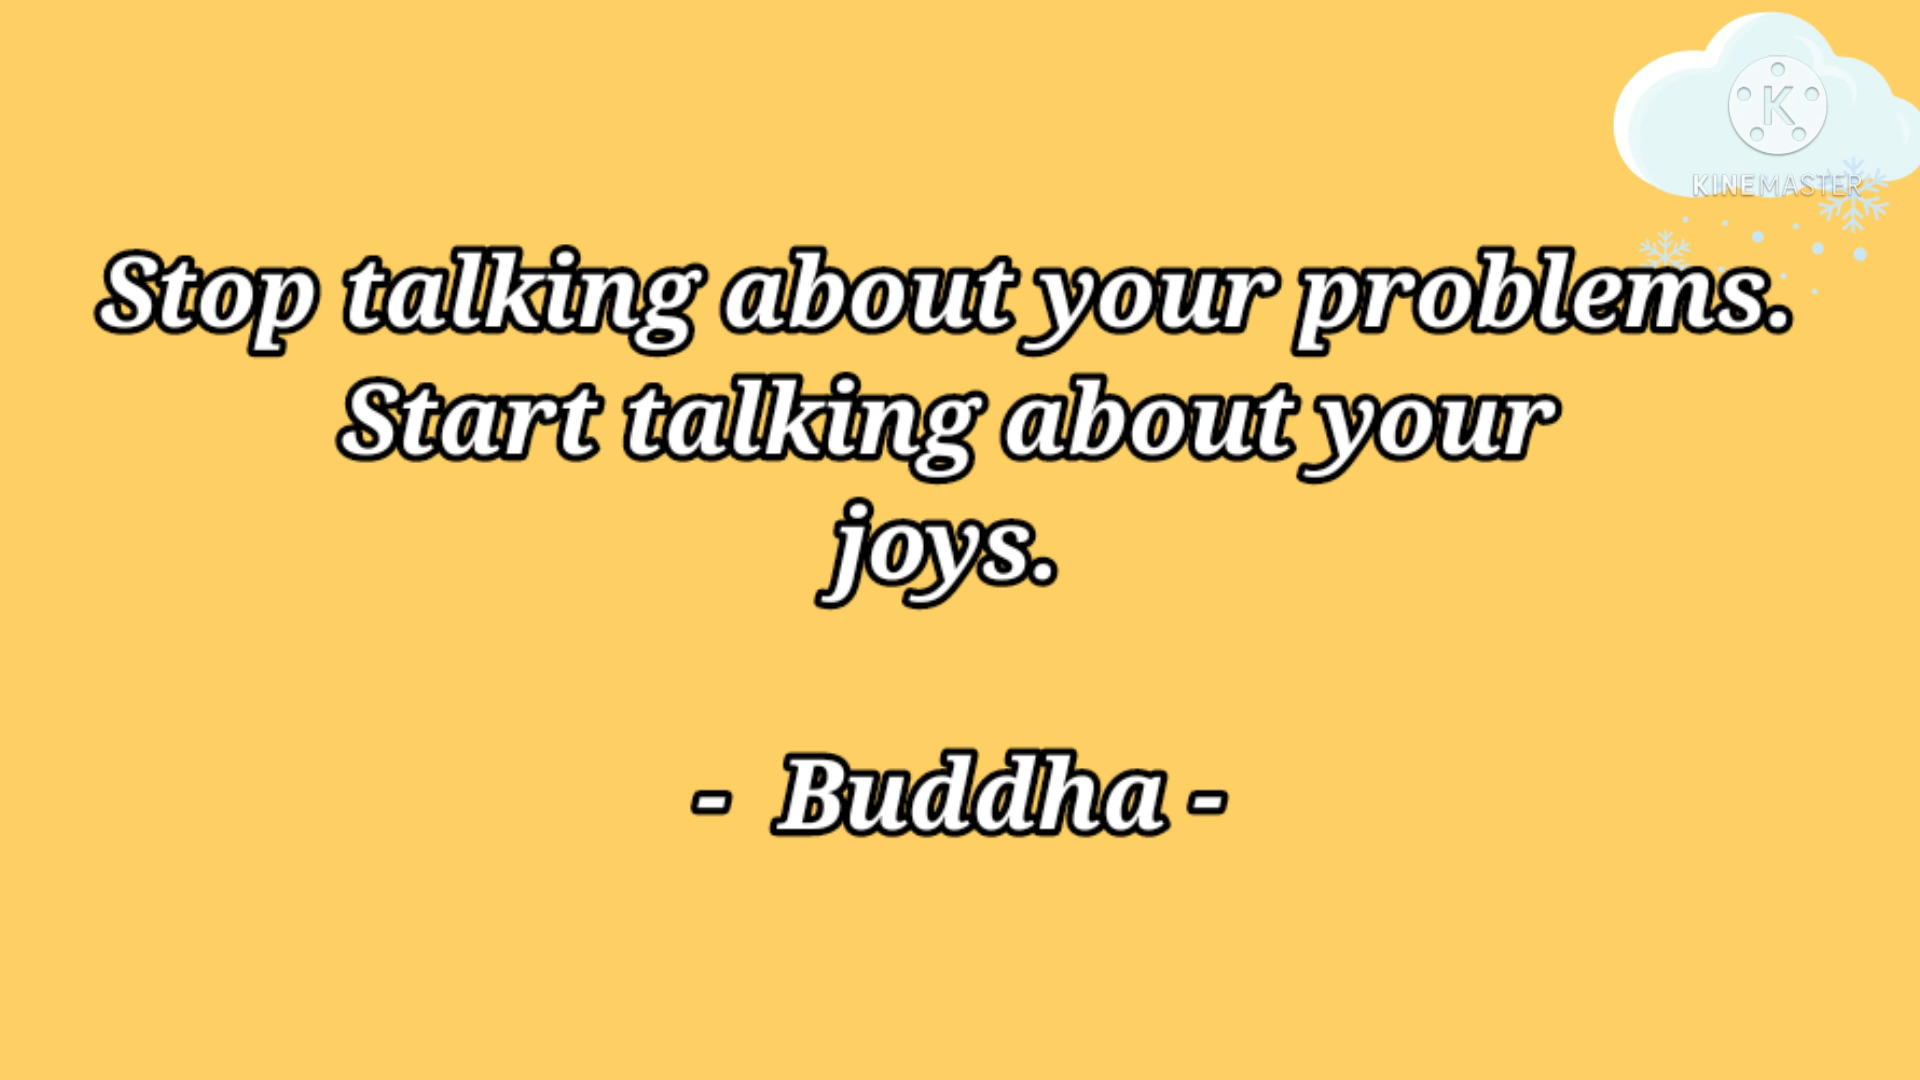 K
KINEMASTER
Stop talking about your problems.
Start talking about your
joys.
- Buddha -